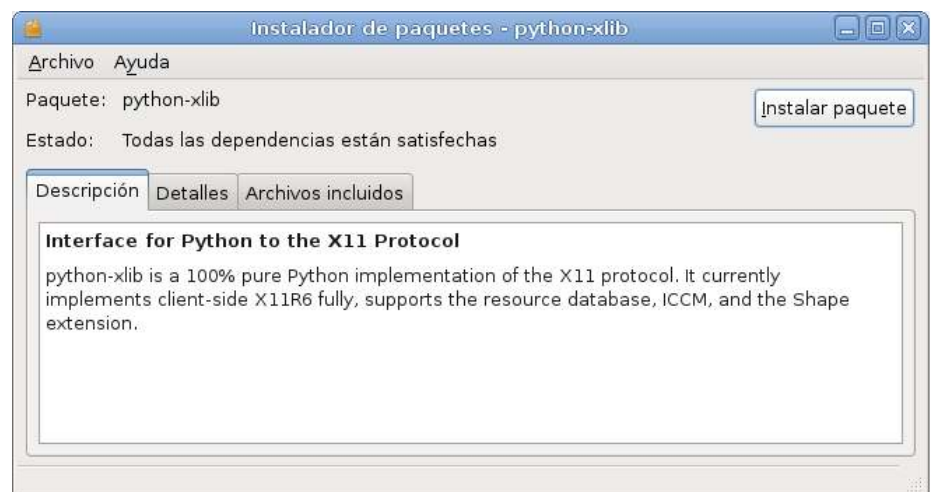 Instalador de paquetes - python-xlib
Archivo Ayuda
Paquete: python-xlib
Instalar paquete
Estado: Todas las dependencias están satisfechas
Descripción Detalles Archivos incluidos
Interface for Python to the X11 Protocol
python-xlib is a 100% pure Python implementation of the X11 protocol. It currently
implements client-side X11R6 fully, supports the resource database, ICCM, and the Shape
extension.